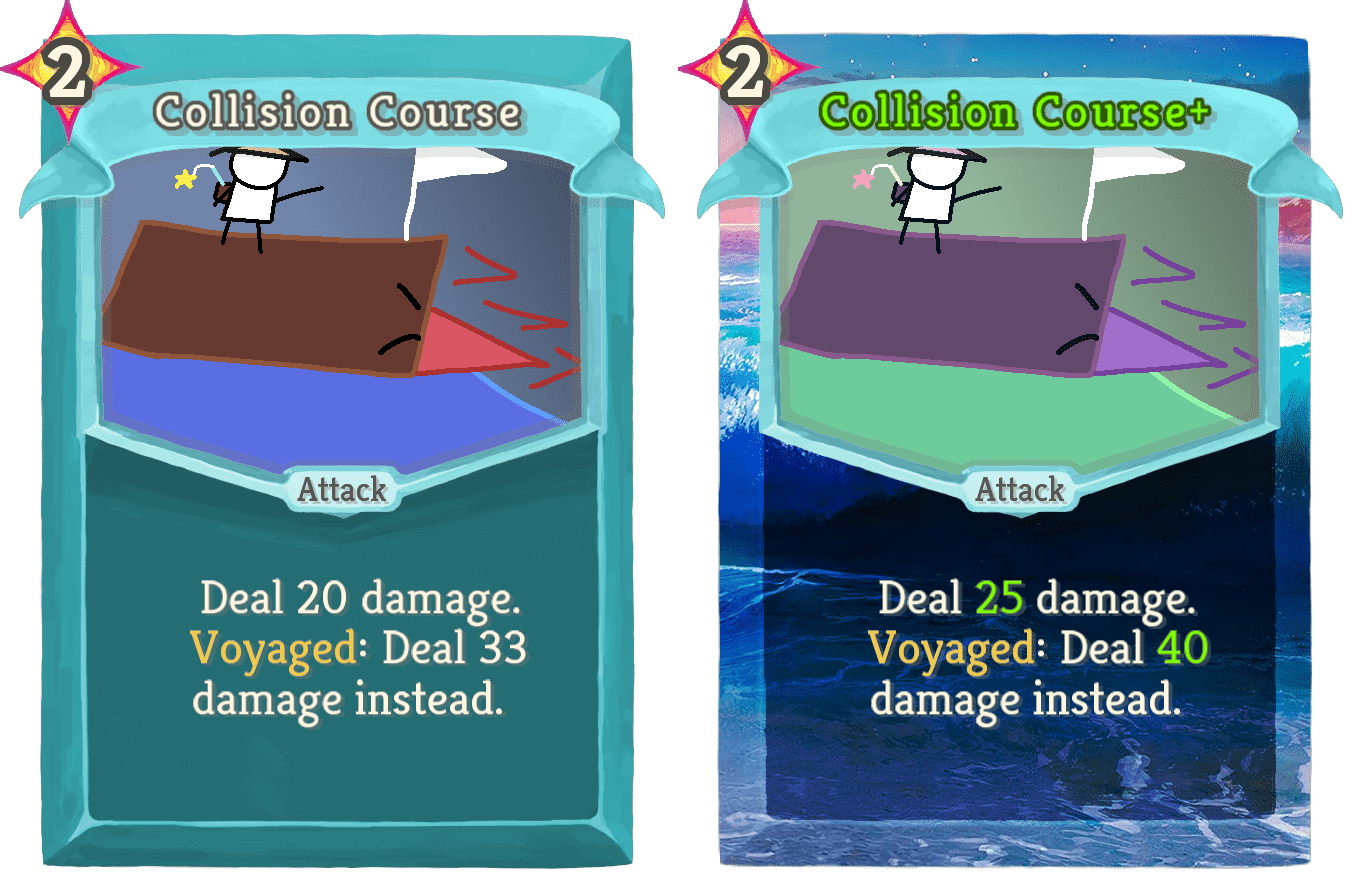 2
Collision Course
Attack
Deal 20 damage.
Voyaged: Deal 33
damage instead.
2
Collision Course+
Attack
Deal 25 damage.
Voyaged: Deal 40
damage instead.